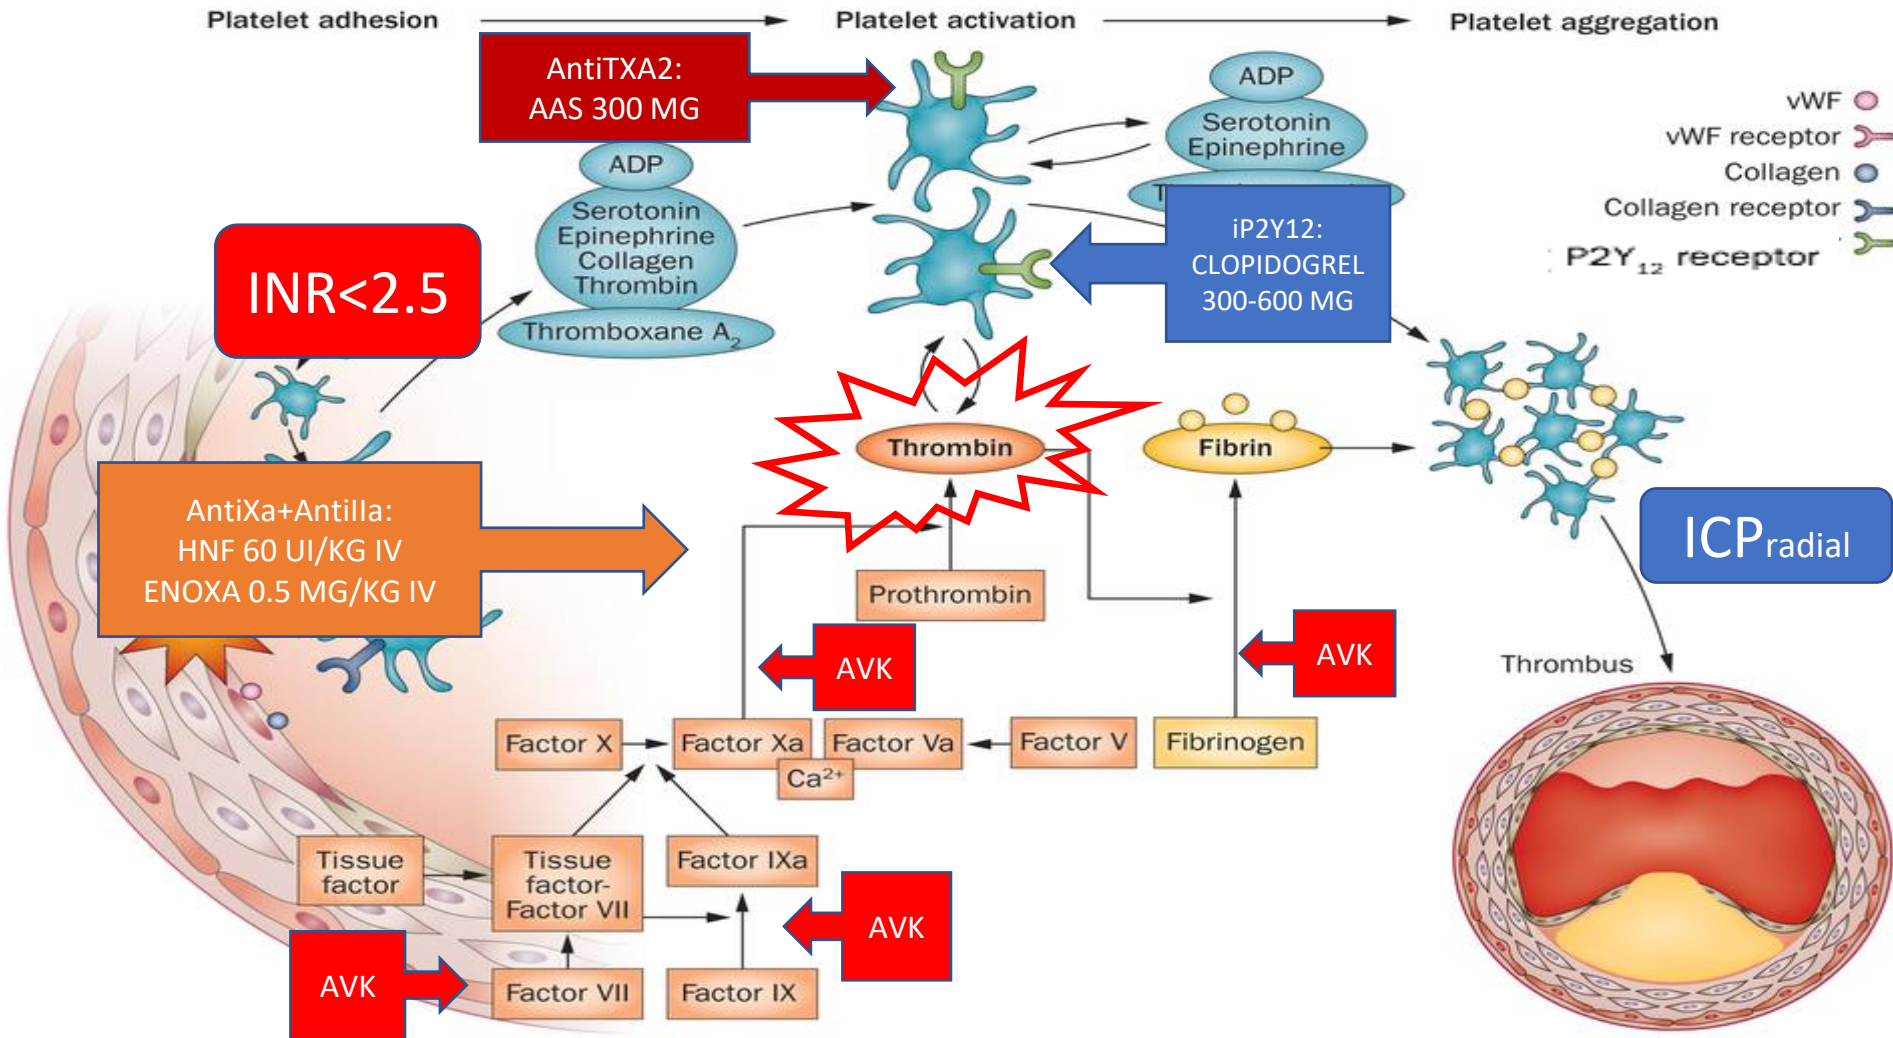 Platelet adhesion
Platelet activation
Platelet aggregation
AntiTXA2:
AAS 300 MG
ADP
Serotonin
Epinephrine
vWF
vWF receptor
Collagen
Collagen receptor
P2Y12 receptor
ADP
Serotonin
Epinephrine
Collagen
Thrombin
Thromboxane A2
iP2Y12:
CLOPIDOGREL
300-600 MG
INR<2.5
Thrombin
Fibrin
AntiXa+AntiIIa:
HNF 60 UI/KG IV
ENOXA 0.5 MG/KG IV
ICPradial
Prothrombin
AVK
AVK
Thrombus
Factor X
Factor Xa
Factor Va
Factor V
Fibrinogen
Ca2+
Tissue
factor
Tissue
factor-
Factor VII
Factor IXa
AVK
AVK
Factor VII
Factor IX